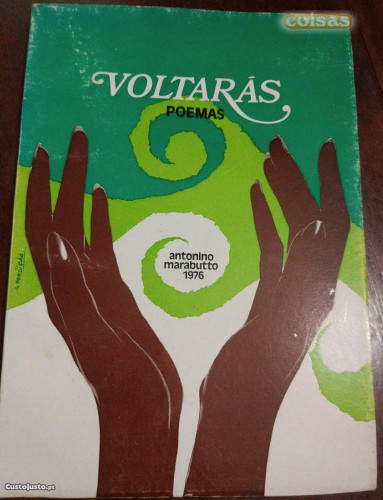 coisas
VOLTARÁS
POEMAS
antonino
marabutto
1976
CustoJusto.pt